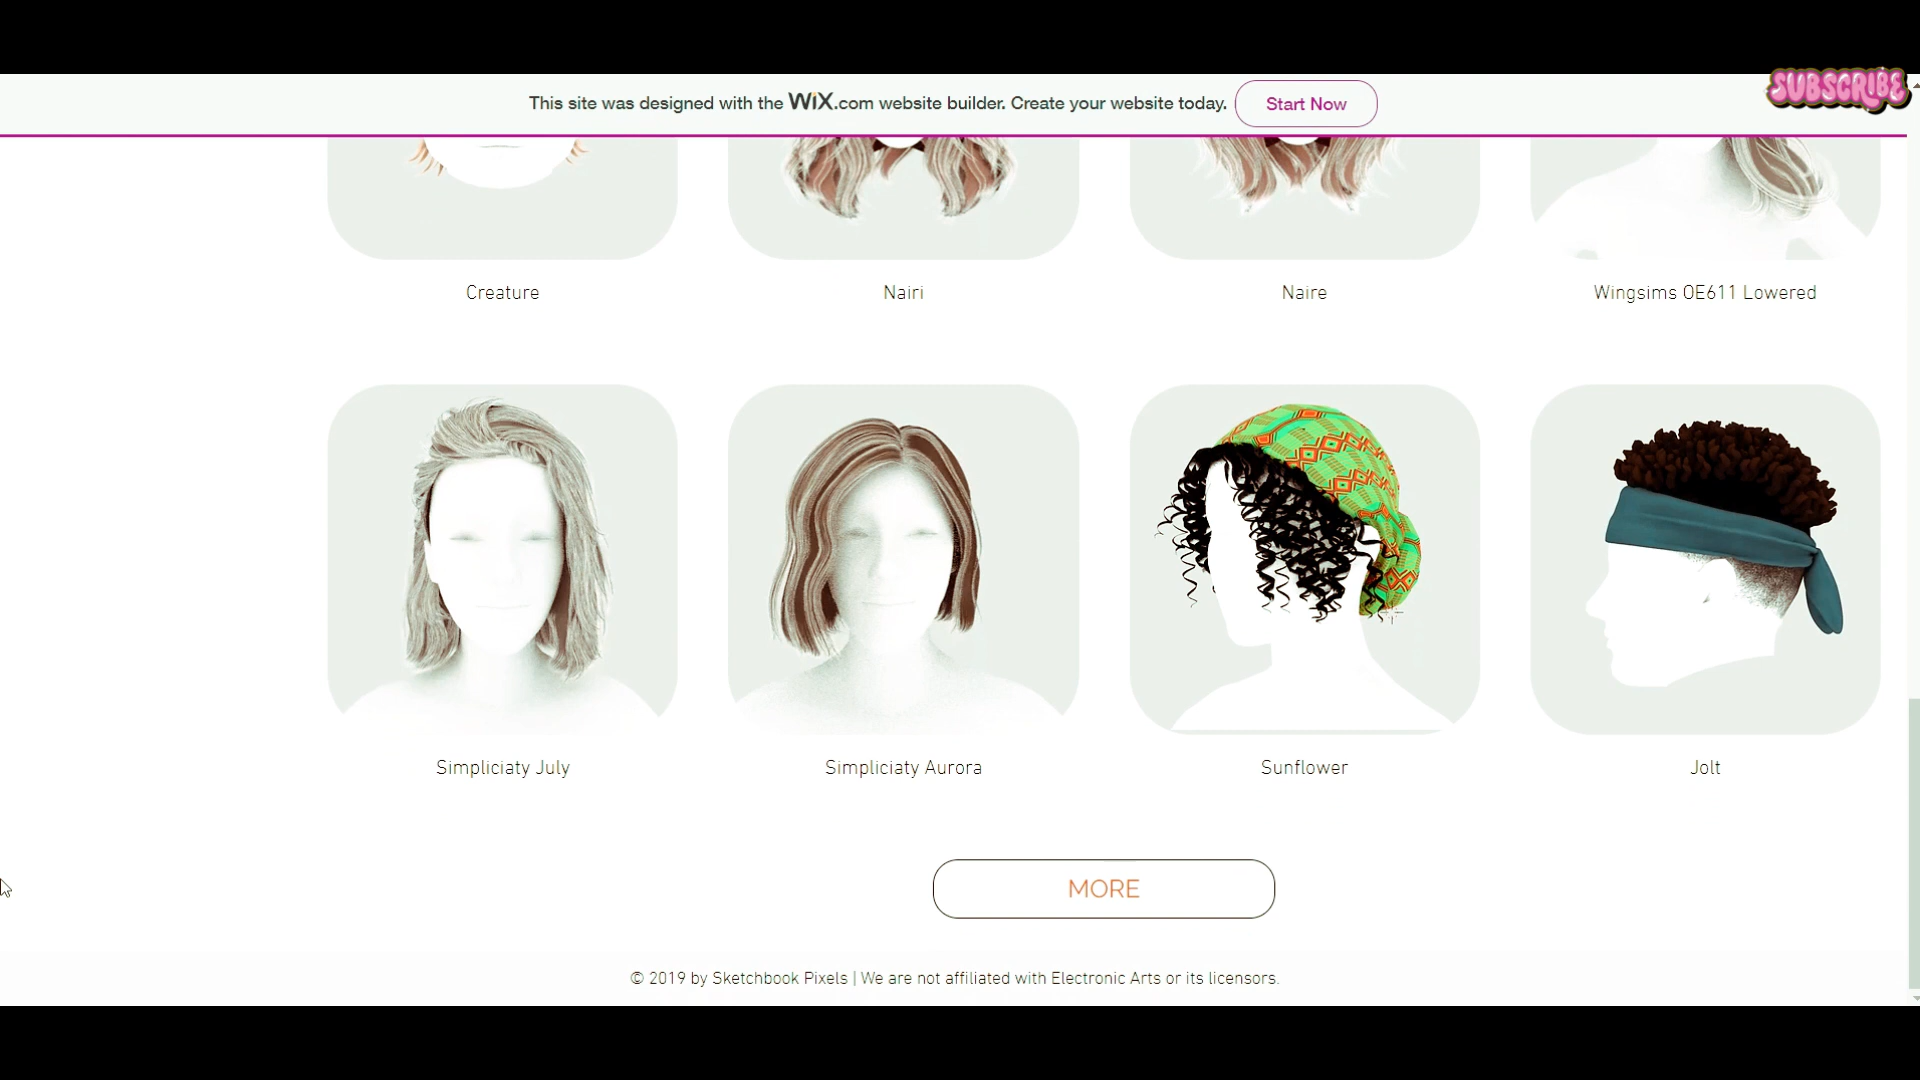 SUBSCRIBE
This site was designed with the WiX.com website builder. Create your website today. Start Now
Creature
Nairi
Naire
Wingsims OE611 Lowered
Simpliciaty July
Simpliciaty Aurora
Sunflower
Jolt
MORE
© 2019 by Sketchbook Pixels | We are not affiliated with Electronic Arts or its licensors.